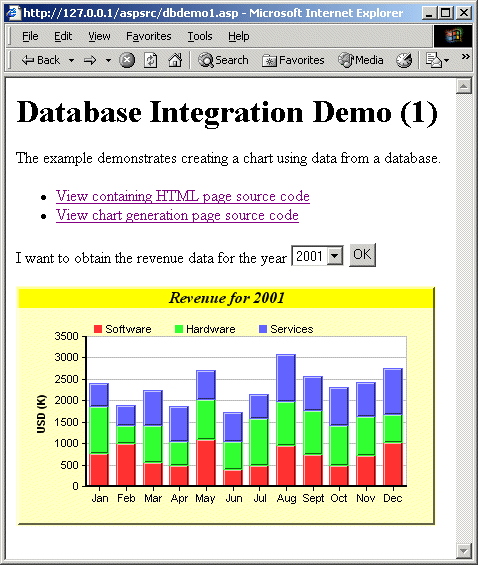 http://127.0.0.1/aspsrc/dbdemo1.asp - Microsoft Internet Explorer
File Edit View Favorites Tools Help
Back Search Favorites Media »
Database Integration Demo (1)
The example demonstrates creating a chart using data from a database.
• View containing HTML page source code
• View chart generation page source code
I want to obtain the revenue data for the year 2001 OK
Revenue for 2001
Software Hardware Services
USD (K)
3500
3000
2500
2000
1500
1000
500
0
Jan Feb Mar Apr May Jun Jul Aug Sept Oct Nov Dec